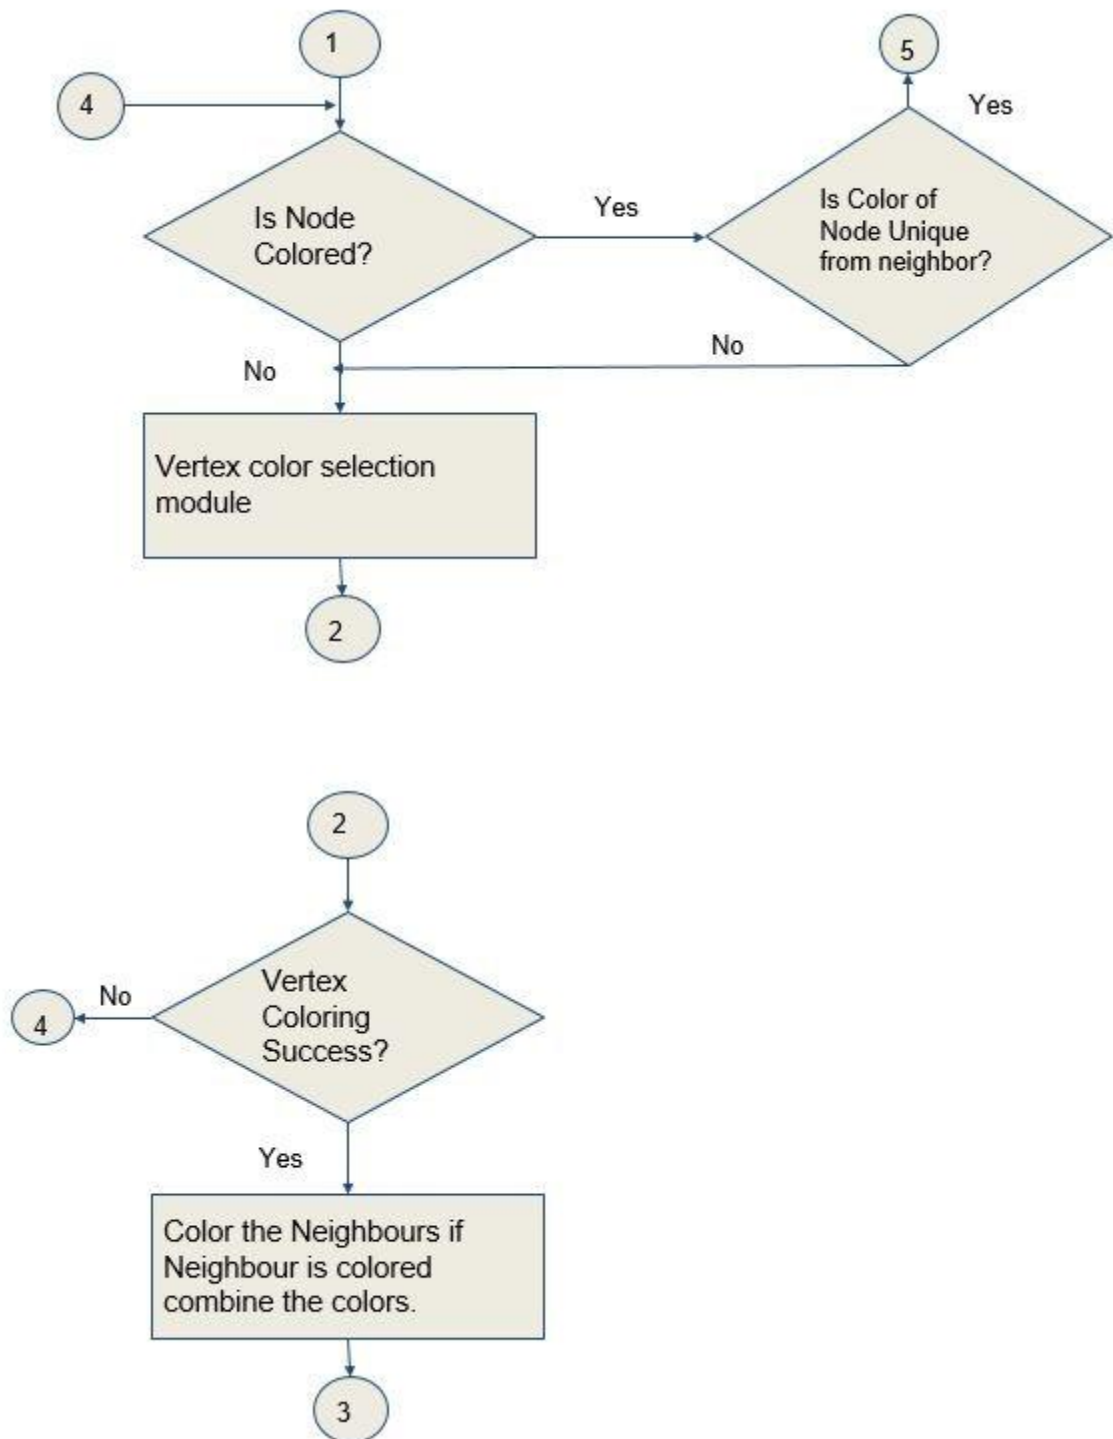 1
5
4
Yes
Is Node
Colored?
Yes
Is Color of
Node Unique
from neighbor?
No
No
Vertex color selection
module
2
2
Vertex
Coloring
Success?
No
4
Yes
Color the Neighbours if
Neighbour is colored
combine the colors.
3